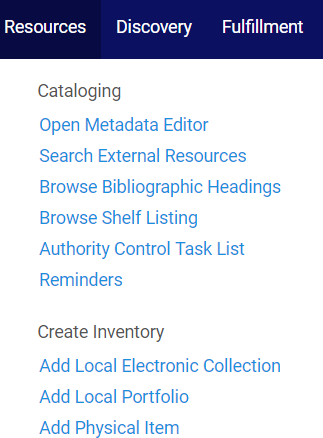 Resources Discovery Fulfillment
Cataloging
Open Metadata Editor
Search External Resources
Browse Bibliographic Headings
Browse Shelf Listing
Authority Control Task List
Reminders
Create Inventory
Add Local Electronic Collection
Add Local Portfolio
Add Physical Item